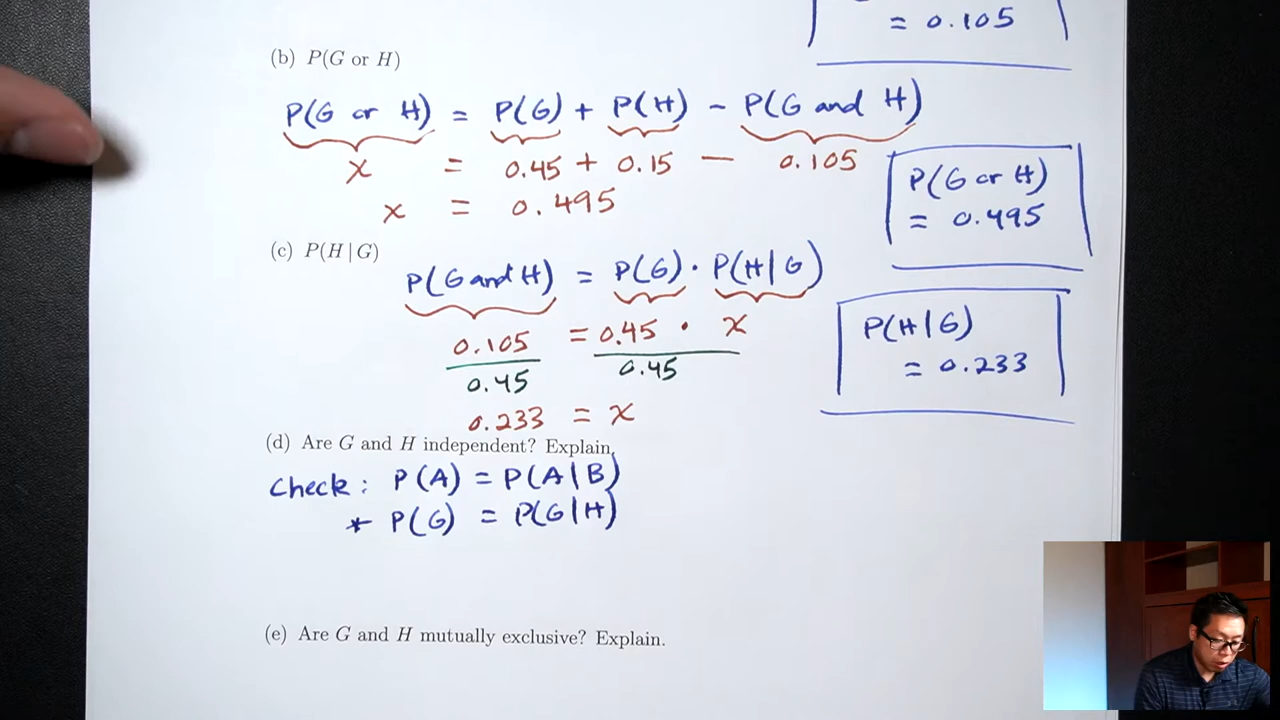 = 0.105
(b) P(G or H)
P(G or H) = P(G) + P(H) - P(G and H)
x = 0.45 + 0.15 — 0.105
x = 0.495
P(G or H)
= 0.495
(c) P(H | G)
P(G and H) = P(G) · P(H | G)
0.105 = 0.45 · x
0.45 0.45
0.233 = x
P(H | G)
= 0.233
(d) Are G and H independent? Explain.
Check: P(A) = P(A | B)
* P(G) = P(G | H)
(e) Are G and H mutually exclusive? Explain.